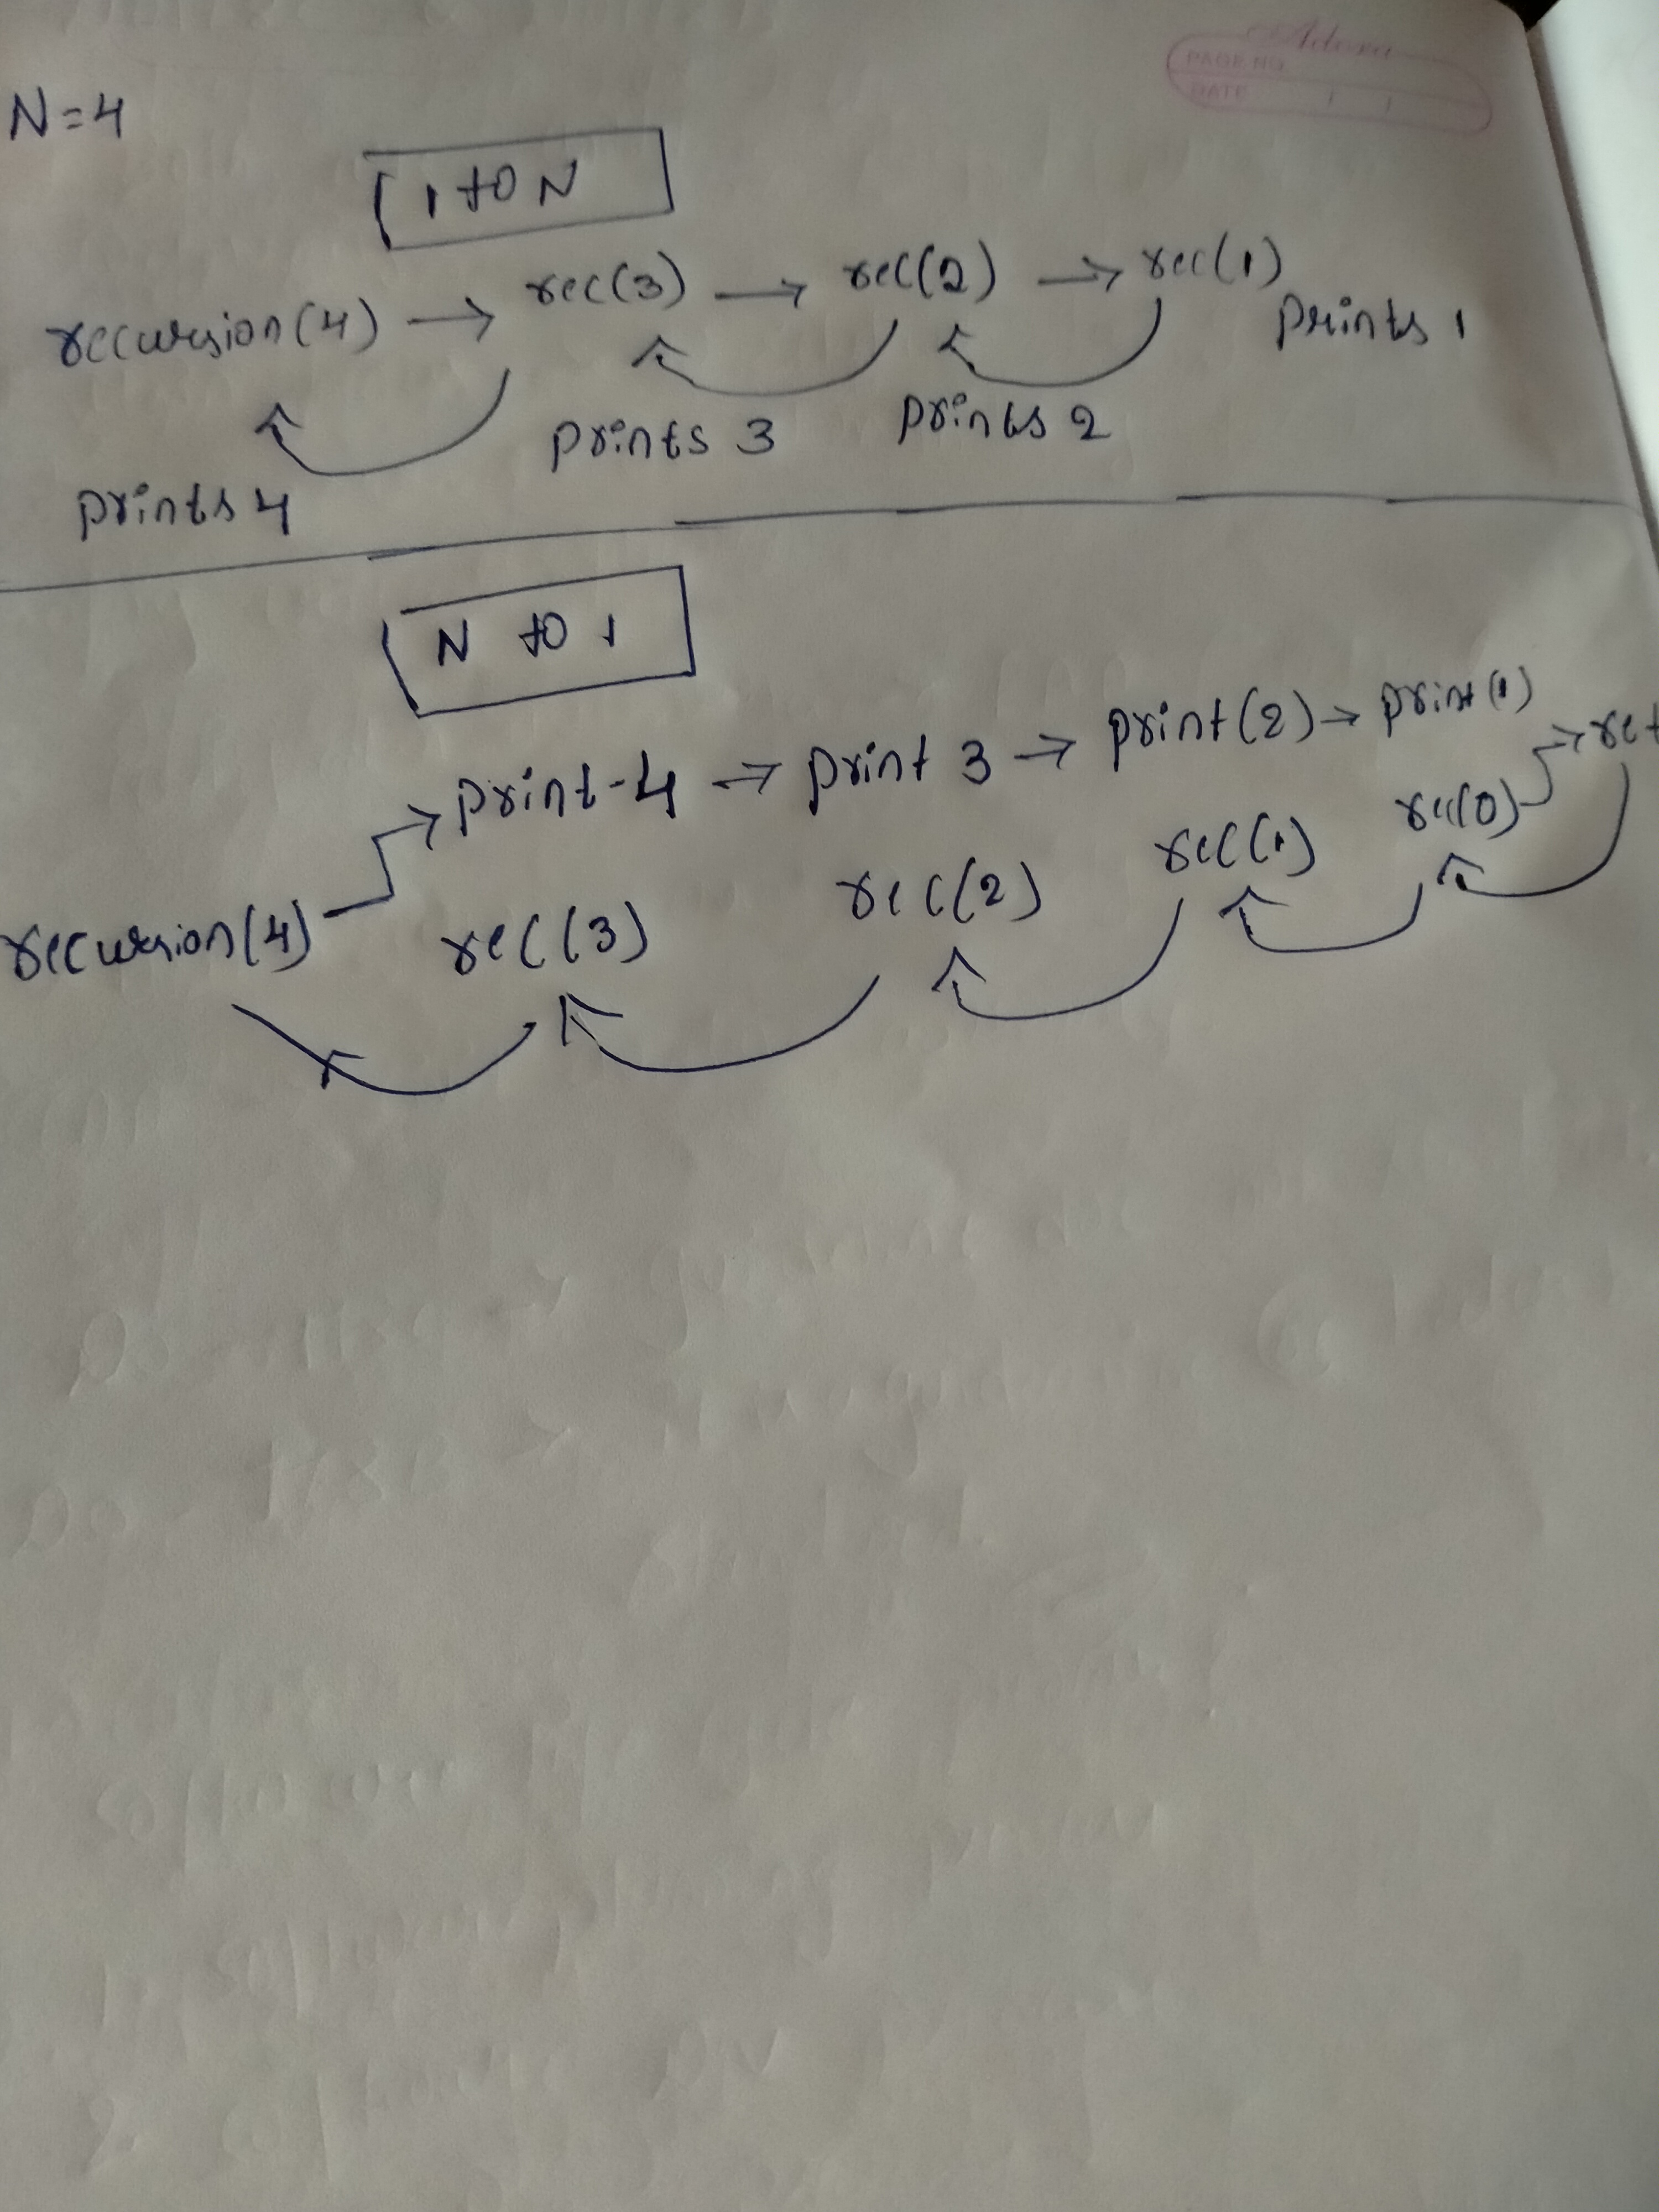 Adora
PAGE NO.
DATE / /
N=4
1 to N
recursion(4) → rec(3) → rec(2) → rec(1)
prints 1
prints 4 prints 3 prints 2
N to 1
print 4 → print 3 → print(2) → print(1)
recursion(4) rec(3) rec(2) rec(1) rec(0) → ret